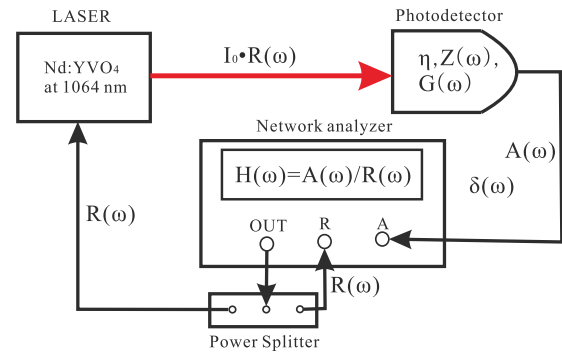 LASER
Photodetector
Nd:YVO₄
at 1064 nm
I₀•R(ω)
η,Z(ω),
G(ω)
Network analyzer
H(ω)=A(ω)/R(ω)
A(ω)
δ(ω)
R(ω)
OUT R A
R(ω)
Power Splitter